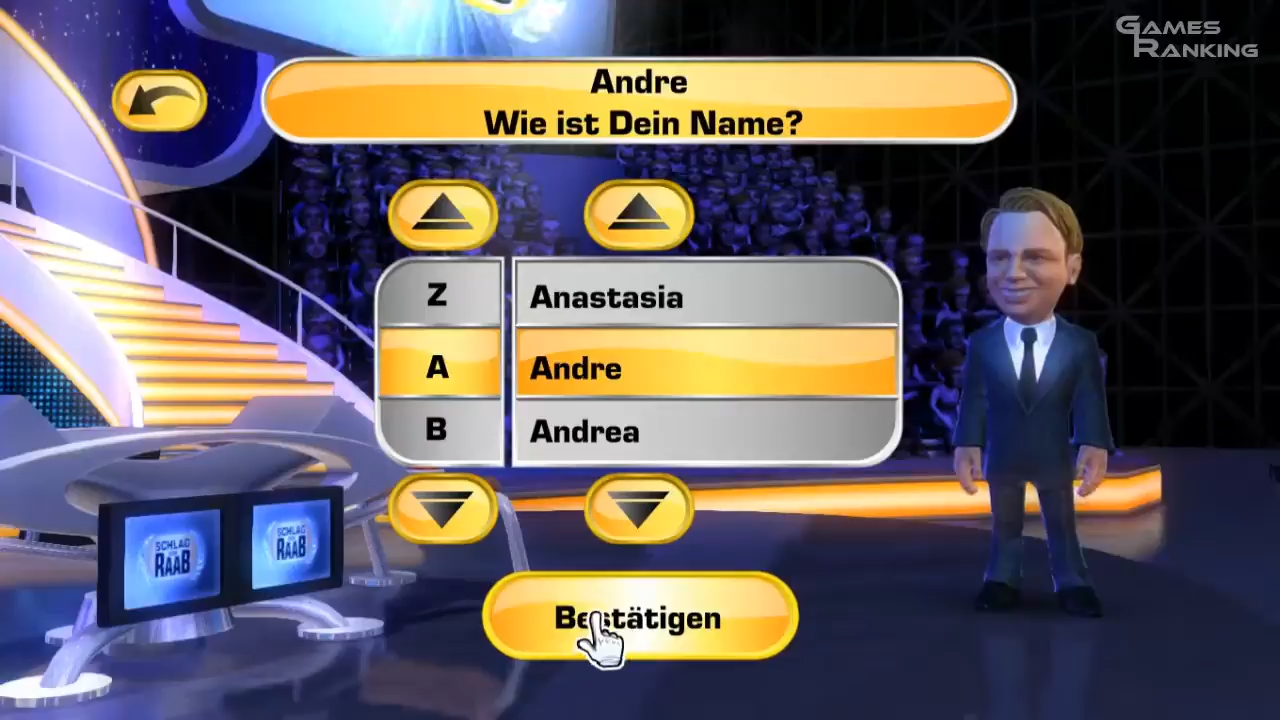 GAMES
RANKING
Andre
Wie ist Dein Name?
Z
Anastasia
A
Andre
B
Andrea
SCHLAG
RAAB
SCHLAG
RAAB
Bestätigen